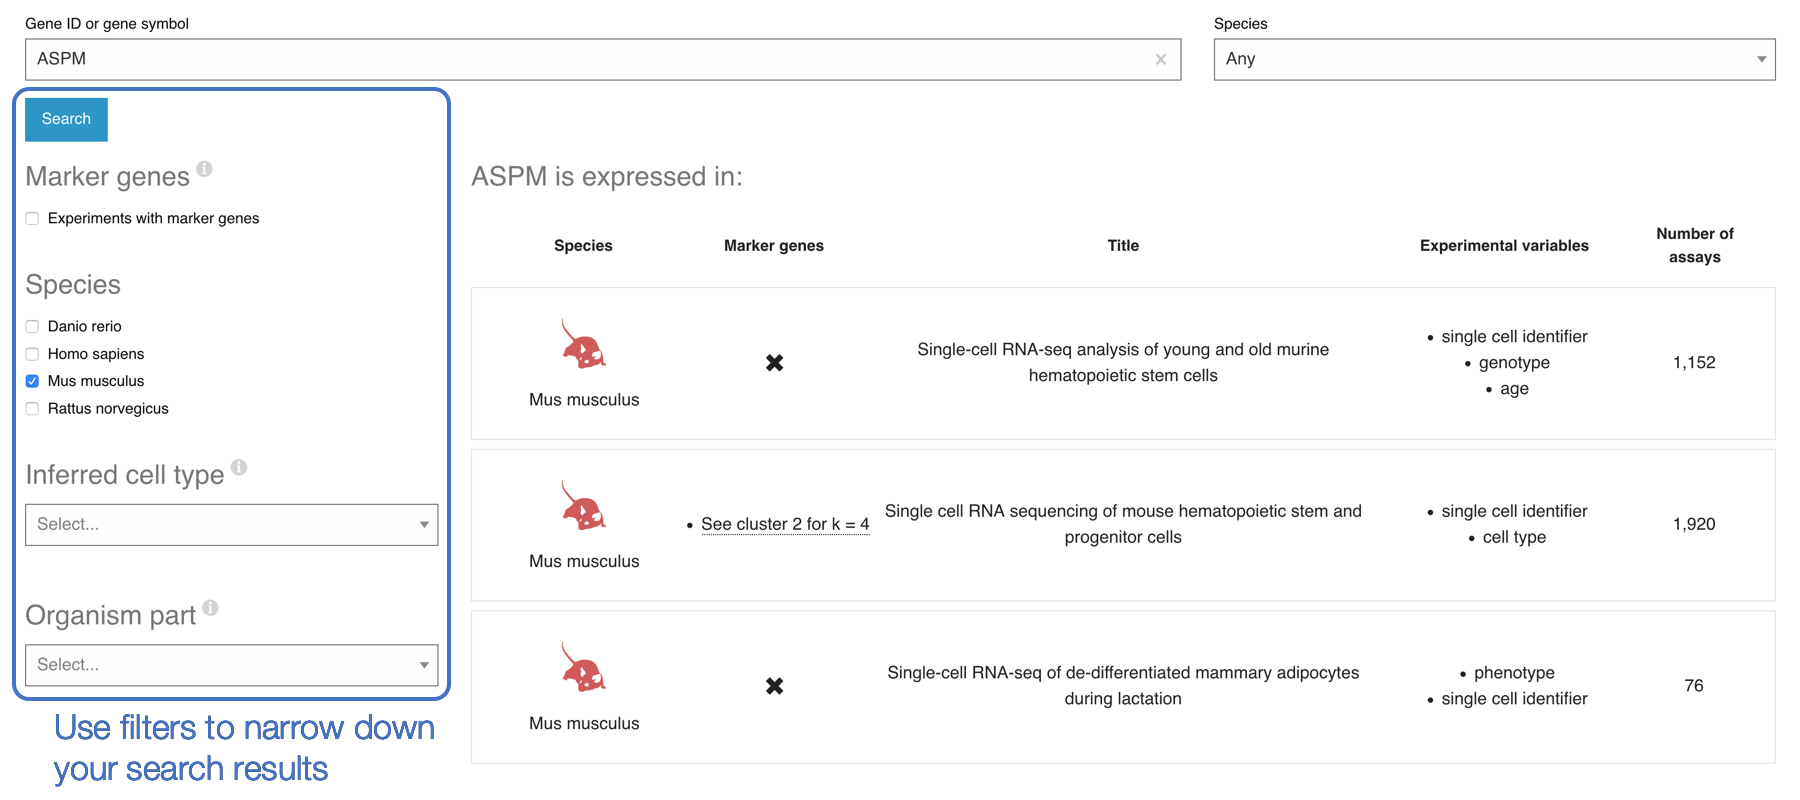 Gene ID or gene symbol
Species
ASPM ×
Any
Search
Marker genes
Experiments with marker genes
Species
Danio rerio
Homo sapiens
Mus musculus
Rattus norvegicus
Inferred cell type
Select...
Organism part
Select...
Use filters to narrow down
your search results
ASPM is expressed in:
Species
Marker genes
Title
Experimental variables
Number of
assays
Mus musculus
✖
Single-cell RNA-seq analysis of young and old murine
hematopoietic stem cells
• single cell identifier
• genotype
• age
1,152
Mus musculus
• See cluster 2 for k = 4
Single cell RNA sequencing of mouse hematopoietic stem and
progenitor cells
• single cell identifier
• cell type
1,920
Mus musculus
✖
Single-cell RNA-seq of de-differentiated mammary adipocytes
during lactation
• phenotype
• single cell identifier
76